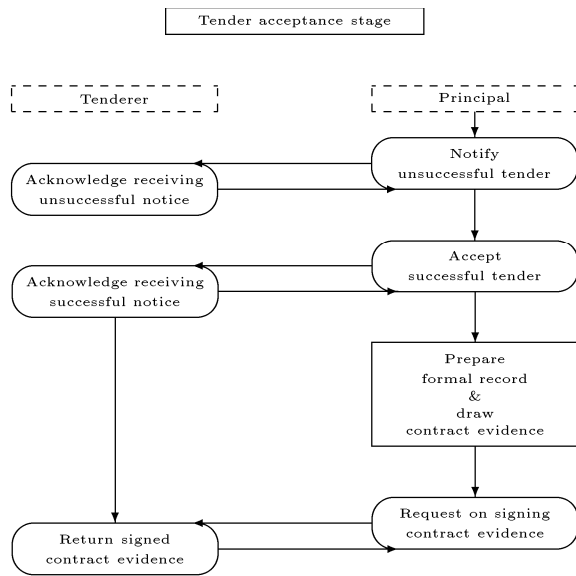 Tender acceptance stage
Tenderer
Principal
Notify
unsuccessful tender
Acknowledge receiving
unsuccessful notice
Accept
successful tender
Acknowledge receiving
successful notice
Prepare
formal record
&
draw
contract evidence
Request on signing
contract evidence
Return signed
contract evidence